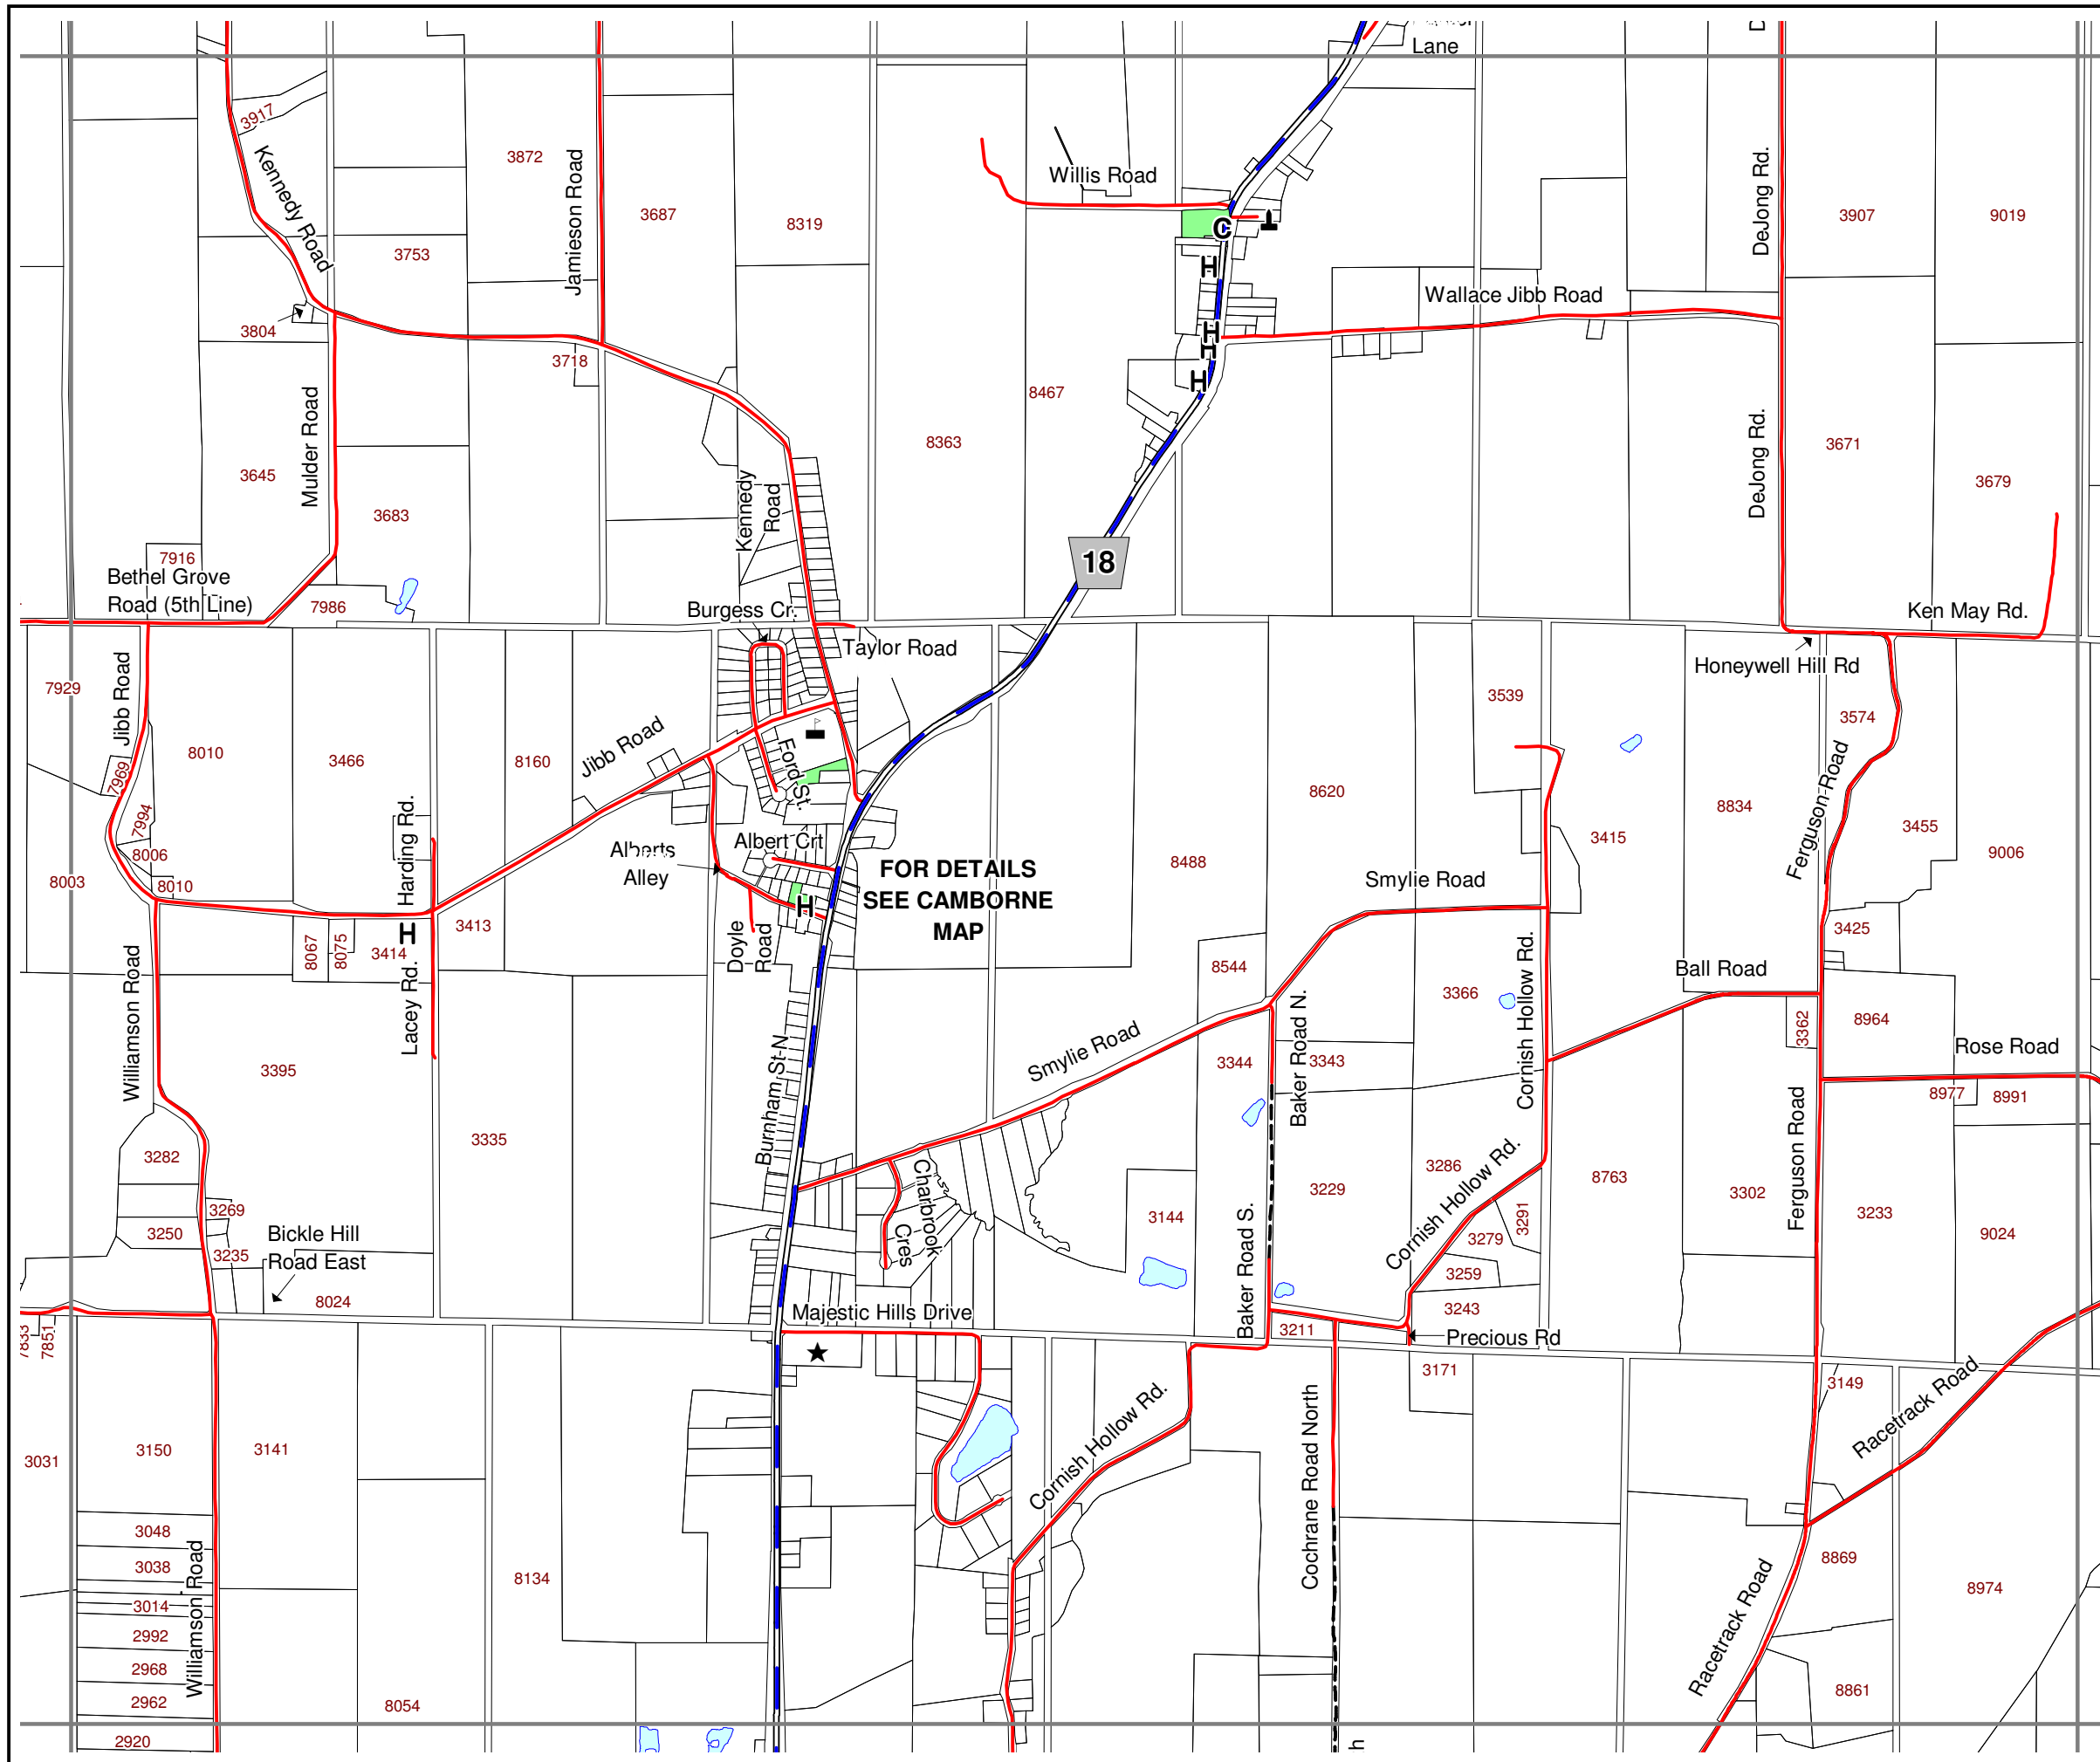 Lane
3917
Kennedy Road
3872
Jamieson Road
3687
8319
Willis Road
C
DeJong Rd.
3907
9019
3753
H
Wallace Jibb Road
3804
3718
H
H
H
Mulder Road
8467
8363
DeJong Rd.
3671
3645
3683
Kennedy
Road
3679
18
7916
Bethel Grove
Road (5th Line)
7986
Burgess Cr.
Taylor Road
Ken May Rd.
Honeywell Hill Rd
7929
Jibb Road
8010
3466
8160
Jibb Road
Ford St.
3539
3574
7969
7994
8620
8834
Ferguson Road
3415
3455
9006
8006
8010
8003
Harding Rd.
Alberts
Alley
Albert Crt
FOR DETAILS
SEE CAMBORNE
MAP
8488
Smylie Road
H
H
3413
3414
8067
8075
Lacey Rd.
Doyle
Road
3425
Williamson Road
8544
3366
Ball Road
Cornish Hollow Rd.
Baker Road N.
3362
8964
Rose Road
3395
Smylie Road
3344
3343
8977
8991
3335
Burnham St N
3282
3286
Cornish Hollow Rd.
8763
3302
Ferguson Road
3233
9024
3229
3144
3269
3250
3235
Bickle Hill
Road East
8024
Charbrook
Cres
3291
3279
3259
3243
Baker Road S.
3211
Majestic Hills Drive
Precious Rd
7833
7851
3171
3149
Racetrack Road
3031
3150
3141
Cornish Hollow Rd.
Cochrane Road North
3048
3038
3014
2992
2968
2962
2920
Williamson Road
8134
8054
8869
8974
Racetrack Road
8861
h